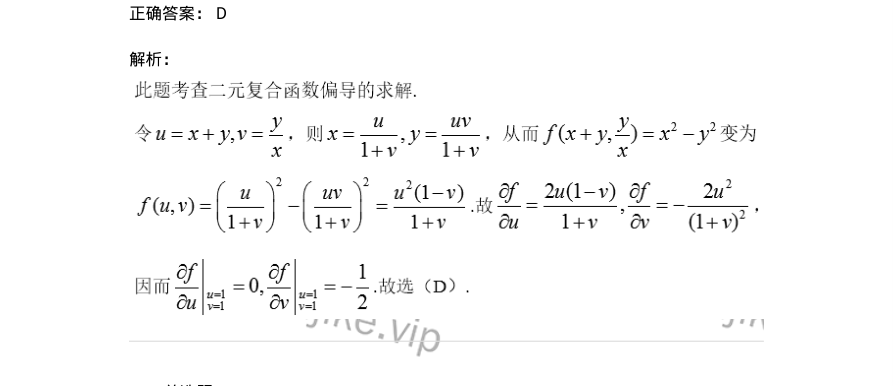 正确答案： D
解析：
此题考查二元复合函数偏导的求解.
令 u = x + y, v = y/x ，则 x = u/(1+v), y = uv/(1+v) ，从而 f(x + y, y/x) = x² − y² 变为
f(u,v) = (u/(1+v))² − (uv/(1+v))² = u²(1−v)/(1+v) .故 ∂f/∂u = 2u(1−v)/(1+v), ∂f/∂v = −2u²/(1+v)² ，
因而 ∂f/∂u|u=1 v=1 = 0, ∂f/∂v|u=1 v=1 = −1/2 .故选（D）.